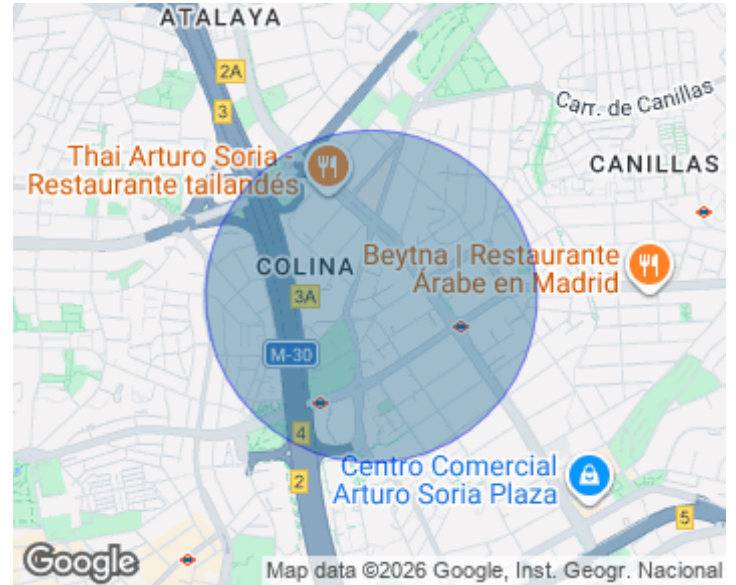 ATALAYA
2A
3
Carr. de Canillas
Thai Arturo Soria -
Restaurante tailandés
CANILLAS
COLINA
Beytna | Restaurante
Árabe en Madrid
3A
M-30
4
2
Centro Comercial
Arturo Soria Plaza
5
Google
Map data ©2026 Google, Inst. Geogr. Nacional